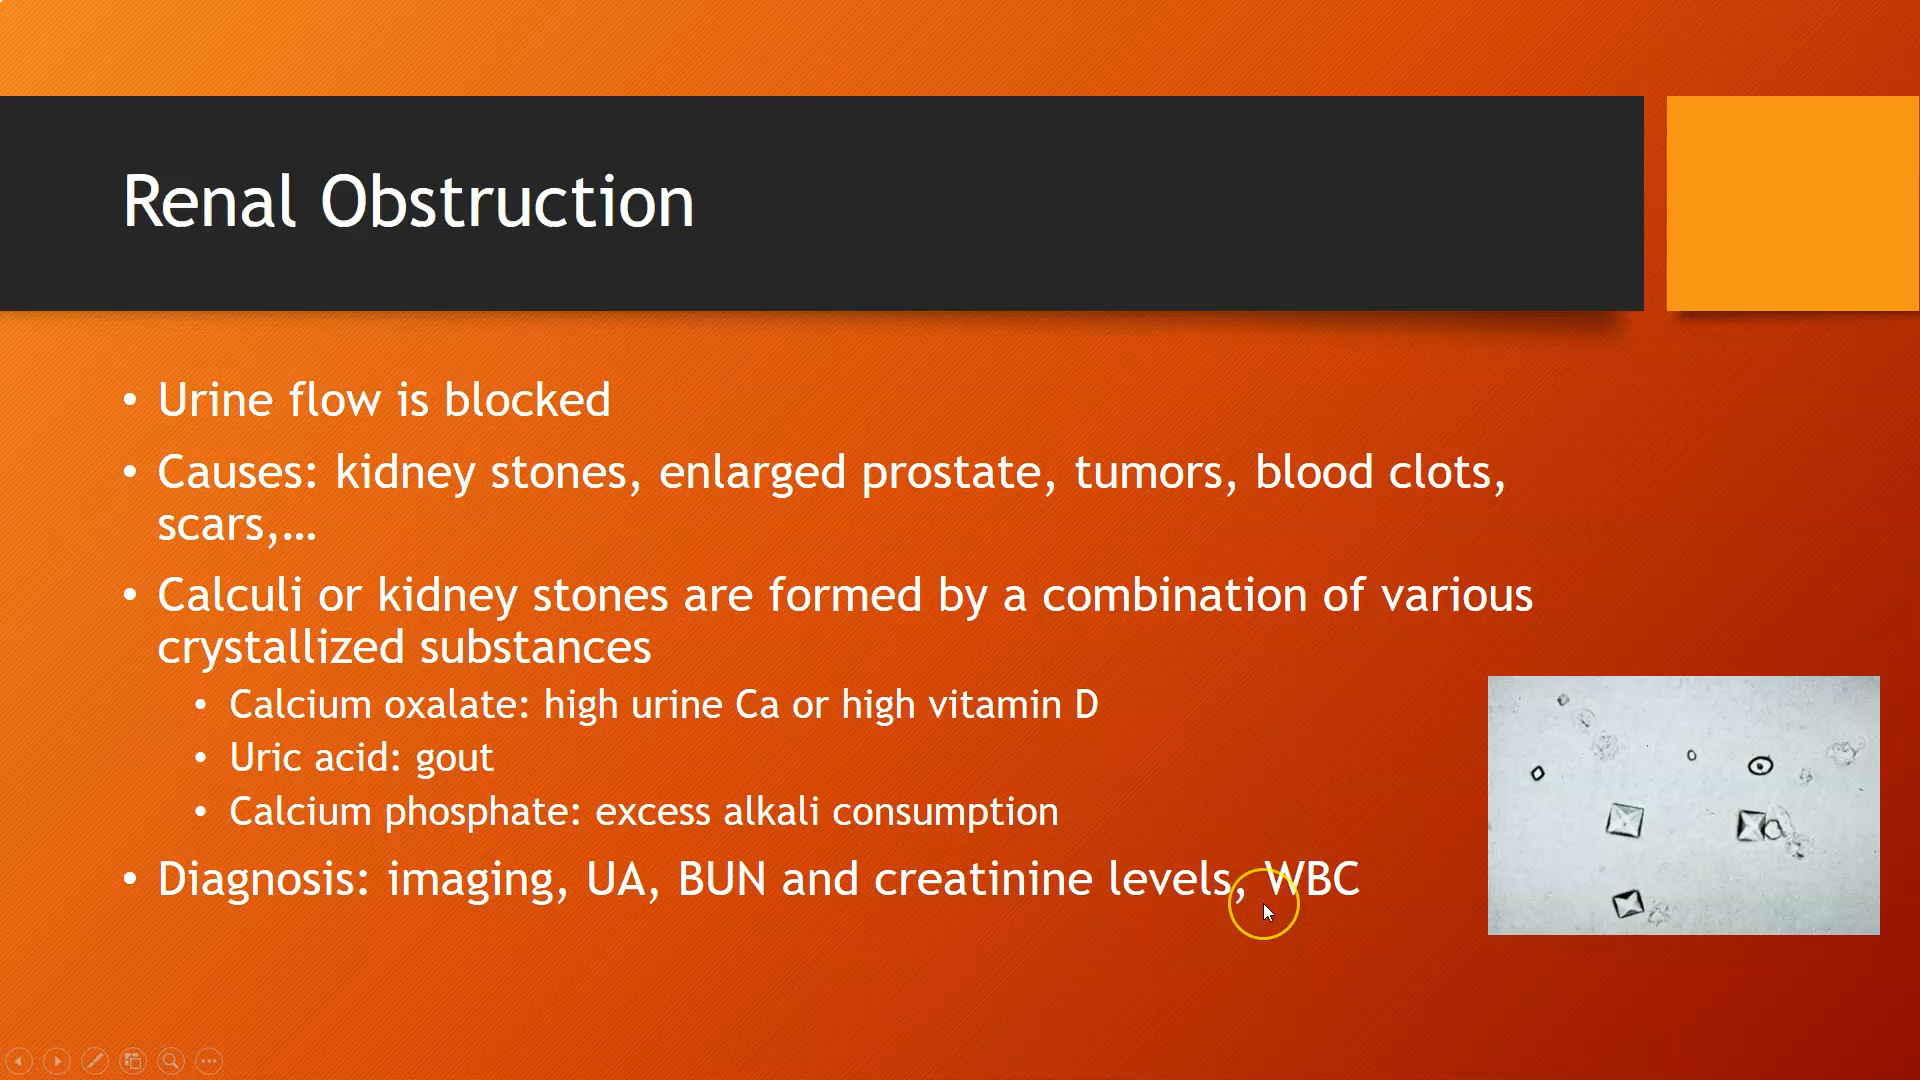 Renal Obstruction
• Urine flow is blocked
• Causes: kidney stones, enlarged prostate, tumors, blood clots,
scars,…
• Calculi or kidney stones are formed by a combination of various
crystallized substances
• Calcium oxalate: high urine Ca or high vitamin D
• Uric acid: gout
• Calcium phosphate: excess alkali consumption
• Diagnosis: imaging, UA, BUN and creatinine levels, WBC